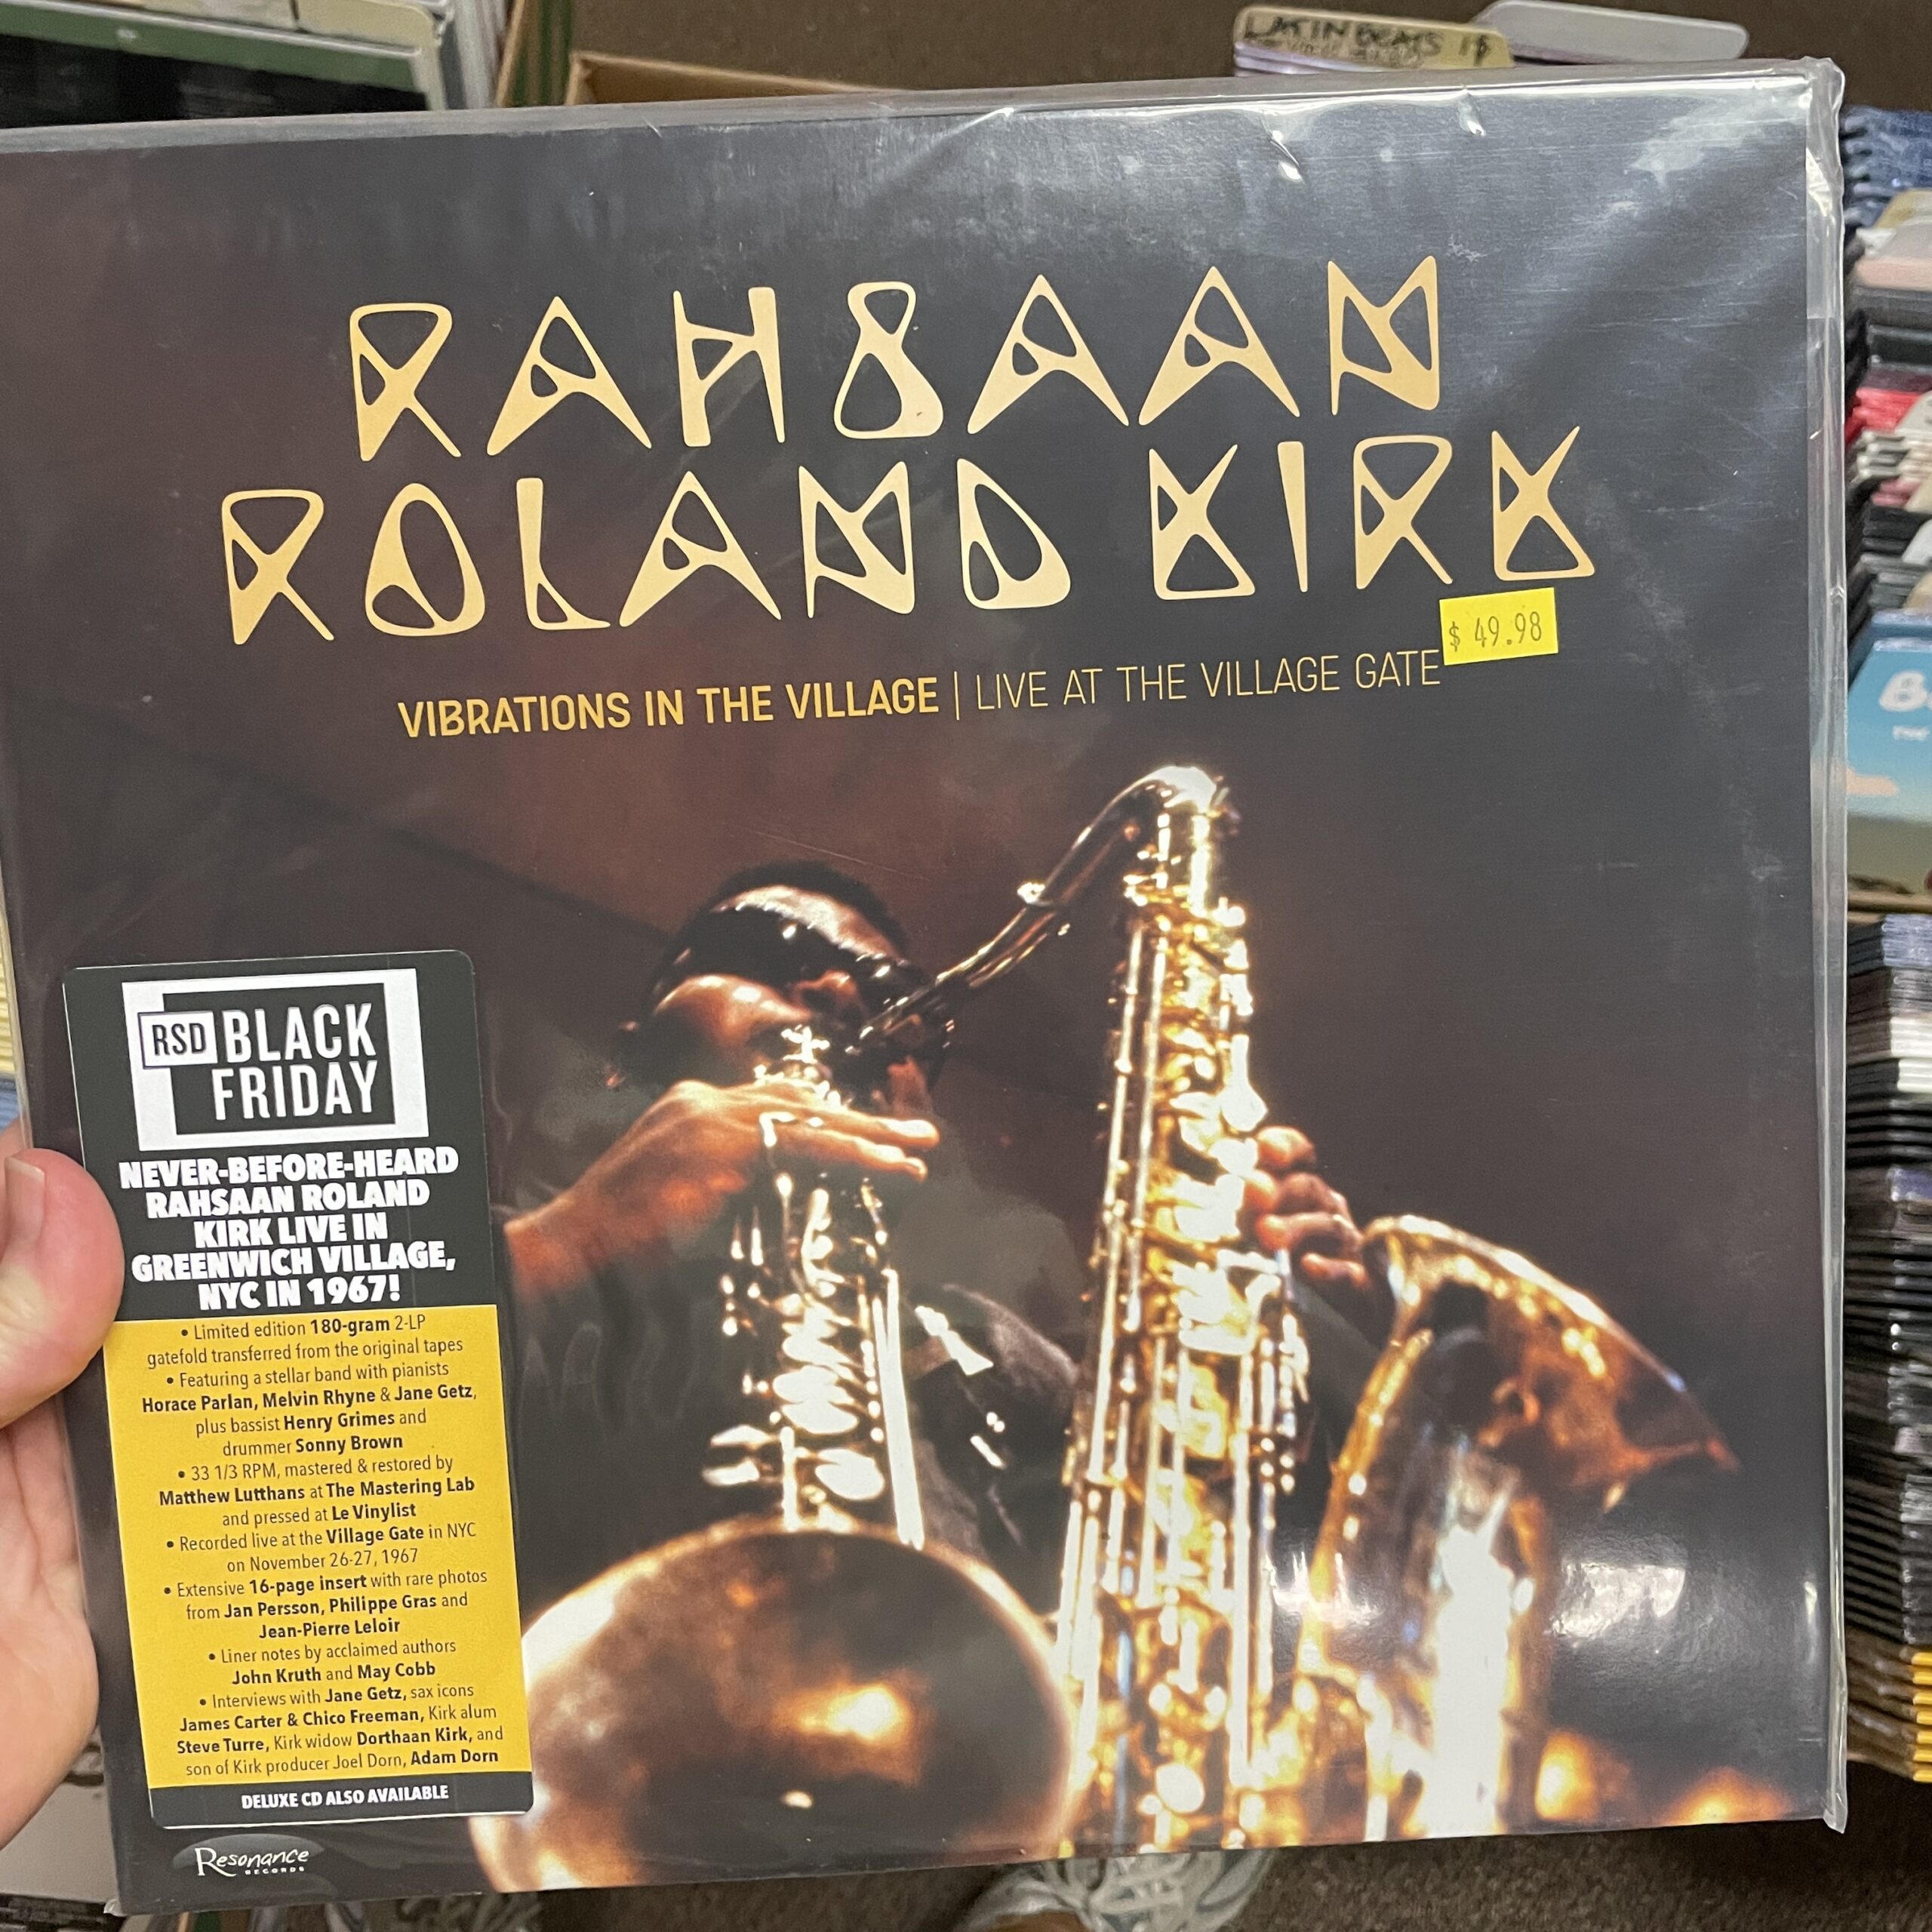 LATIN BEATS 1$
RAHSAAN
ROLAND KIRK
$ 49.98
VIBRATIONS IN THE VILLAGE | LIVE AT THE VILLAGE GATE
RSD BLACK
FRIDAY
NEVER-BEFORE-HEARD
RAHSAAN ROLAND
KIRK LIVE IN
GREENWICH VILLAGE,
NYC IN 1967!
• Limited edition 180-gram 2-LP
gatefold transferred from the original tapes
• Featuring a stellar band with pianists
Horace Parlan, Melvin Rhyne & Jane Getz,
plus bassist Henry Grimes and
drummer Sonny Brown
• 33 1/3 RPM, mastered & restored by
Matthew Lutthans at The Mastering Lab
and pressed at Le Vinylist
• Recorded live at the Village Gate in NYC
on November 26-27, 1967
• Extensive 16-page insert with rare photos
from Jan Persson, Philippe Gras and
Jean-Pierre Leloir
• Liner notes by acclaimed authors
John Kruth and May Cobb
• Interviews with Jane Getz, sax icons
James Carter & Chico Freeman, Kirk alum
Steve Turre, Kirk widow Dorthaan Kirk, and
son of Kirk producer Joel Dorn, Adam Dorn
DELUXE CD ALSO AVAILABLE
Resonance
RECORDS